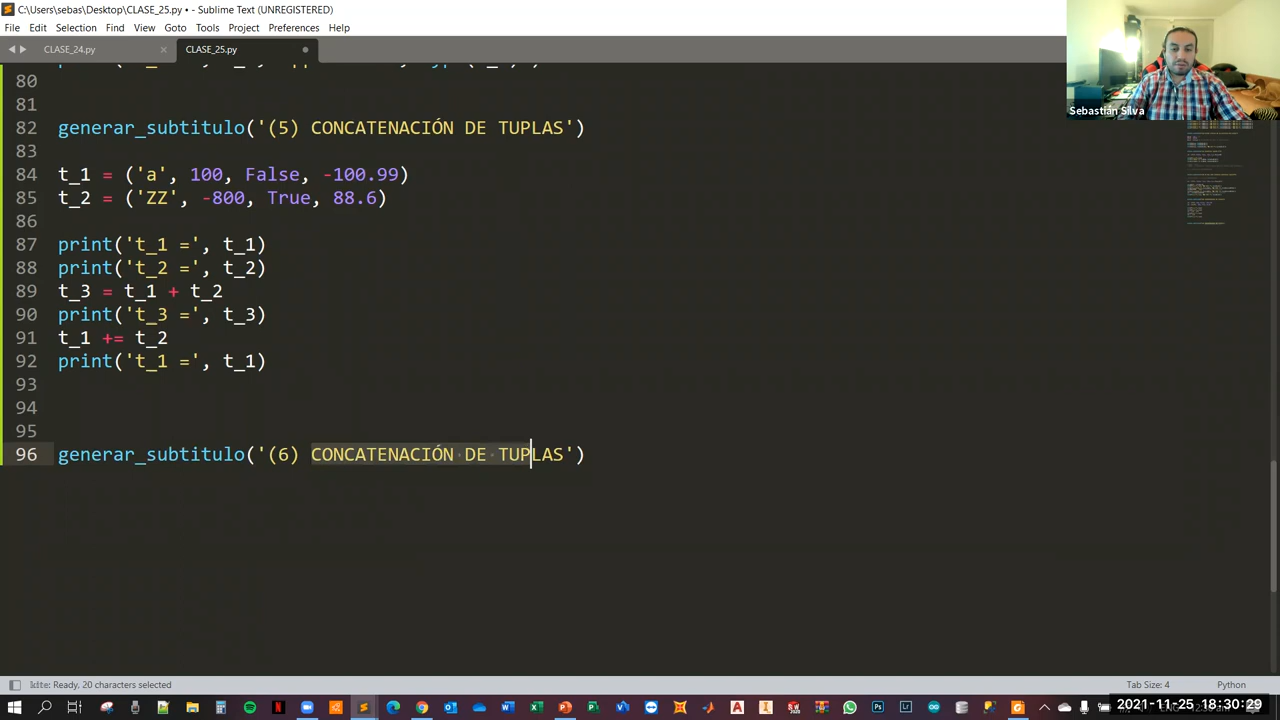 C:\Users\sebas\Desktop\CLASE_25.py • - Sublime Text (UNREGISTERED)
File Edit Selection Find View Goto Tools Project Preferences Help
CLASE_24.py CLASE_25.py
Sebastián Silva
80
81
82 generar_subtitulo('(5) CONCATENACIÓN DE TUPLAS')
83
84 t_1 = ('a', 100, False, -100.99)
85 t_2 = ('ZZ', -800, True, 88.6)
86
87 print('t_1 =', t_1)
88 print('t_2 =', t_2)
89 t_3 = t_1 + t_2
90 print('t_3 =', t_3)
91 t_1 += t_2
92 print('t_1 =', t_1)
93
94
95
96 generar_subtitulo('(6) CONCATENACIÓN DE TUPLAS')
Ready, 20 characters selected
Tab Size: 4 Python
2021-11-25 18:30:29